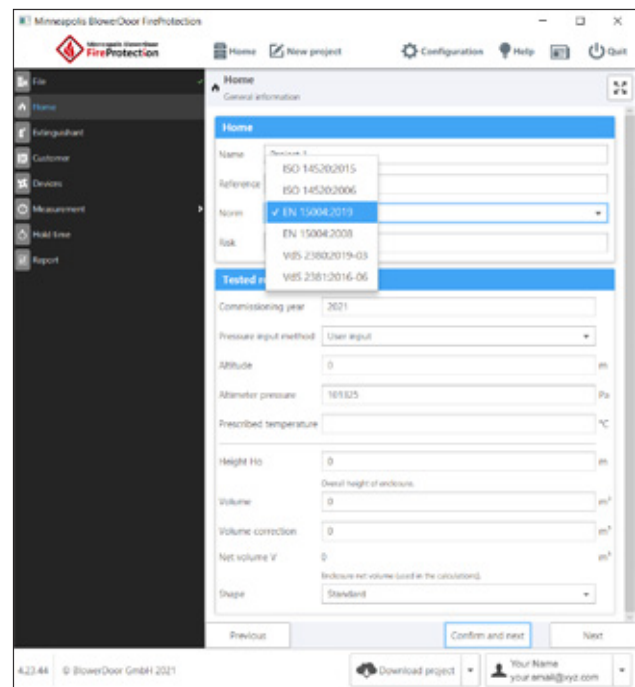 Minneapolis BlowerDoor FireProtection
Minneapolis BlowerDoor
FireProtection
Home New project Configuration Help Quit
File
Home
Extinguishant
Customer
Devices
Measurement
Hold time
Report
Home
General information
Home
Name Project 1
Reference
Norm
Risk
ISO 14520:2015
ISO 14520:2006
✓ EN 15004:2019
EN 15004:2008
VdS 2380:2019-03
VdS 2381:2016-06
Tested
Commissioning year 2021
Pressure input method User input
Altitude 0 m
Altimeter pressure 101325 Pa
Prescribed temperature °C
Height Ho 0 m
Overall height of enclosure.
Volume 0 m³
Volume correction 0 m³
Net volume V 0 m³
Enclosure net volume (used in the calculations).
Shape Standard
Previous Confirm and next Next
4.23.44 © BlowerDoor GmbH 2021 Download project Your Name
your.email@xyz.com